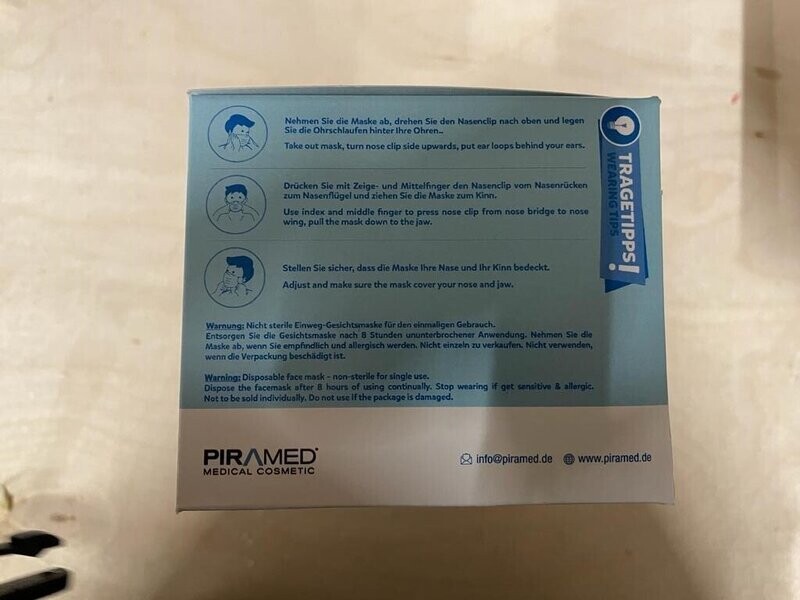 Nehmen Sie die Maske ab, drehen Sie den Nasenclip nach oben und legen
Sie die Ohrschlaufen hinter Ihre Ohren..
Take out mask, turn nose clip side upwards, put ear loops behind your ears.
Drücken Sie mit Zeige- und Mittelfinger den Nasenclip vom Nasenrücken
zum Nasenflügel und ziehen Sie die Maske zum Kinn.
Use index and middle finger to press nose clip from nose bridge to nose
wing, pull the mask down to the jaw.
Stellen Sie sicher, dass die Maske Ihre Nase und Ihr Kinn bedeckt.
Adjust and make sure the mask cover your nose and jaw.
TRAGETIPPS!
WEARING TIPS
Warnung: Nicht sterile Einweg-Gesichtsmaske für den einmaligen Gebrauch.
Entsorgen Sie die Gesichtsmaske nach 8 Stunden ununterbrochener Anwendung. Nehmen Sie die
Maske ab, wenn Sie empfindlich und allergisch werden. Nicht einzeln zu verkaufen. Nicht verwenden,
wenn die Verpackung beschädigt ist.
Warning: Disposable face mask - non-sterile for single use.
Dispose the facemask after 8 hours of using continually. Stop wearing if get sensitive & allergic.
Not to be sold individually. Do not use if the package is damaged.
PIRAMED
MEDICAL COSMETIC
info@piramed.de www.piramed.de